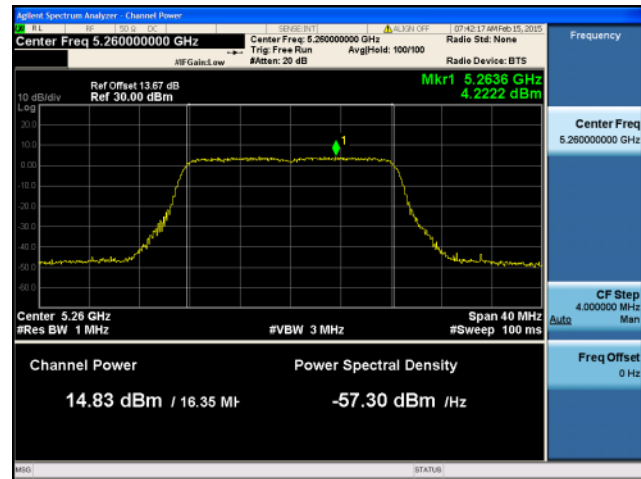 Agilent Spectrum Analyzer - Channel Power
RL RF 50 Ω DC SENSE:INT ALIGN OFF 07:42:17 AM Feb 15, 2015
Center Freq 5.260000000 GHz
Center Freq: 5.260000000 GHz
Radio Std: None
Trig: Free Run Avg|Hold: 100/100
#IFGain:Low #Atten: 20 dB Radio Device: BTS
Ref Offset 13.67 dB
Mkr1 5.2636 GHz
10 dB/div Ref 30.00 dBm 4.2222 dBm
Log
20.0
10.0
0.00
-10.0
-20.0
-30.0
-40.0
-50.0
-60.0
1
Center 5.26 GHz Span 40 MHz
#Res BW 1 MHz #VBW 3 MHz #Sweep 100 ms
Channel Power Power Spectral Density
14.83 dBm / 16.35 MH -57.30 dBm /Hz
MSG STATUS
Frequency
Center Freq
5.260000000 GHz
CF Step
4.000000 MHz
Auto Man
Freq Offset
0 Hz